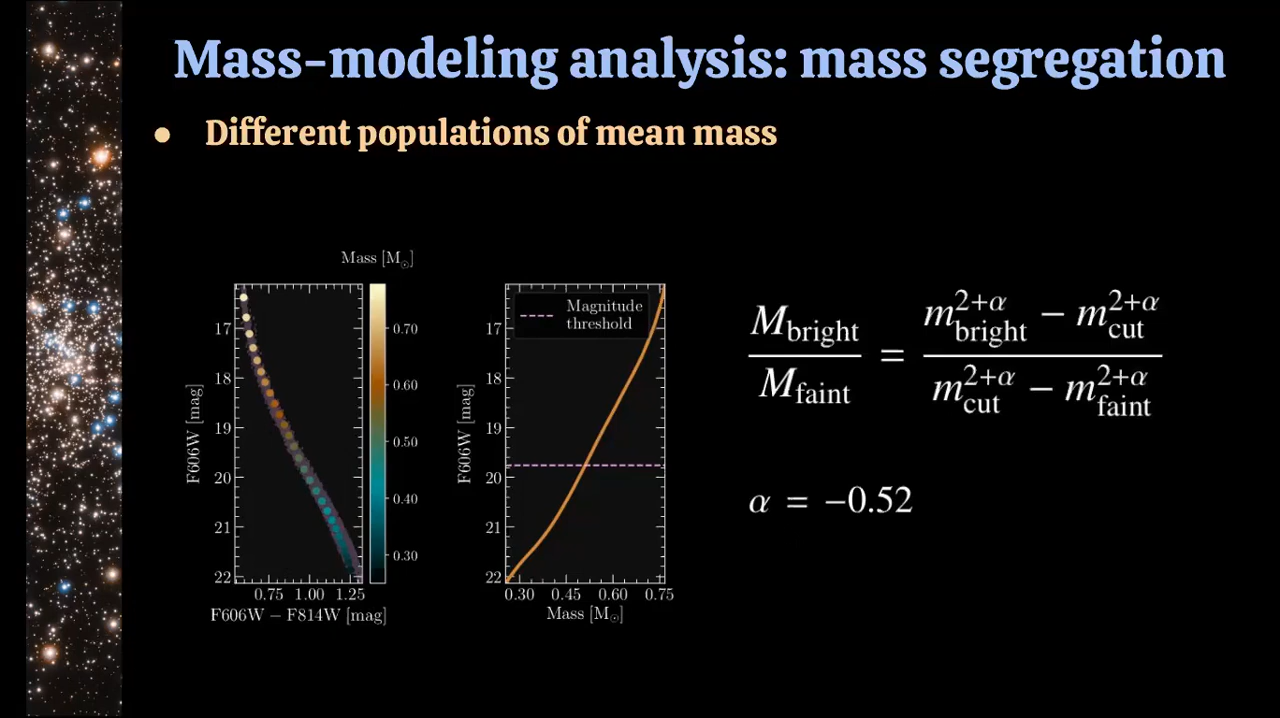 Mass-modeling analysis: mass segregation
● Different populations of mean mass
Mass [M☉]
17
18
19
20
21
22
F606W [mag]
0.75 1.00 1.25
F606W − F814W [mag]
0.70
0.60
0.50
0.40
0.30
Magnitude
threshold
17
18
19
20
21
22
F606W [mag]
0.30 0.45 0.60 0.75
Mass [M☉]
M_bright / M_faint = (m_bright^{2+α} − m_cut^{2+α}) / (m_cut^{2+α} − m_faint^{2+α})
α = −0.52